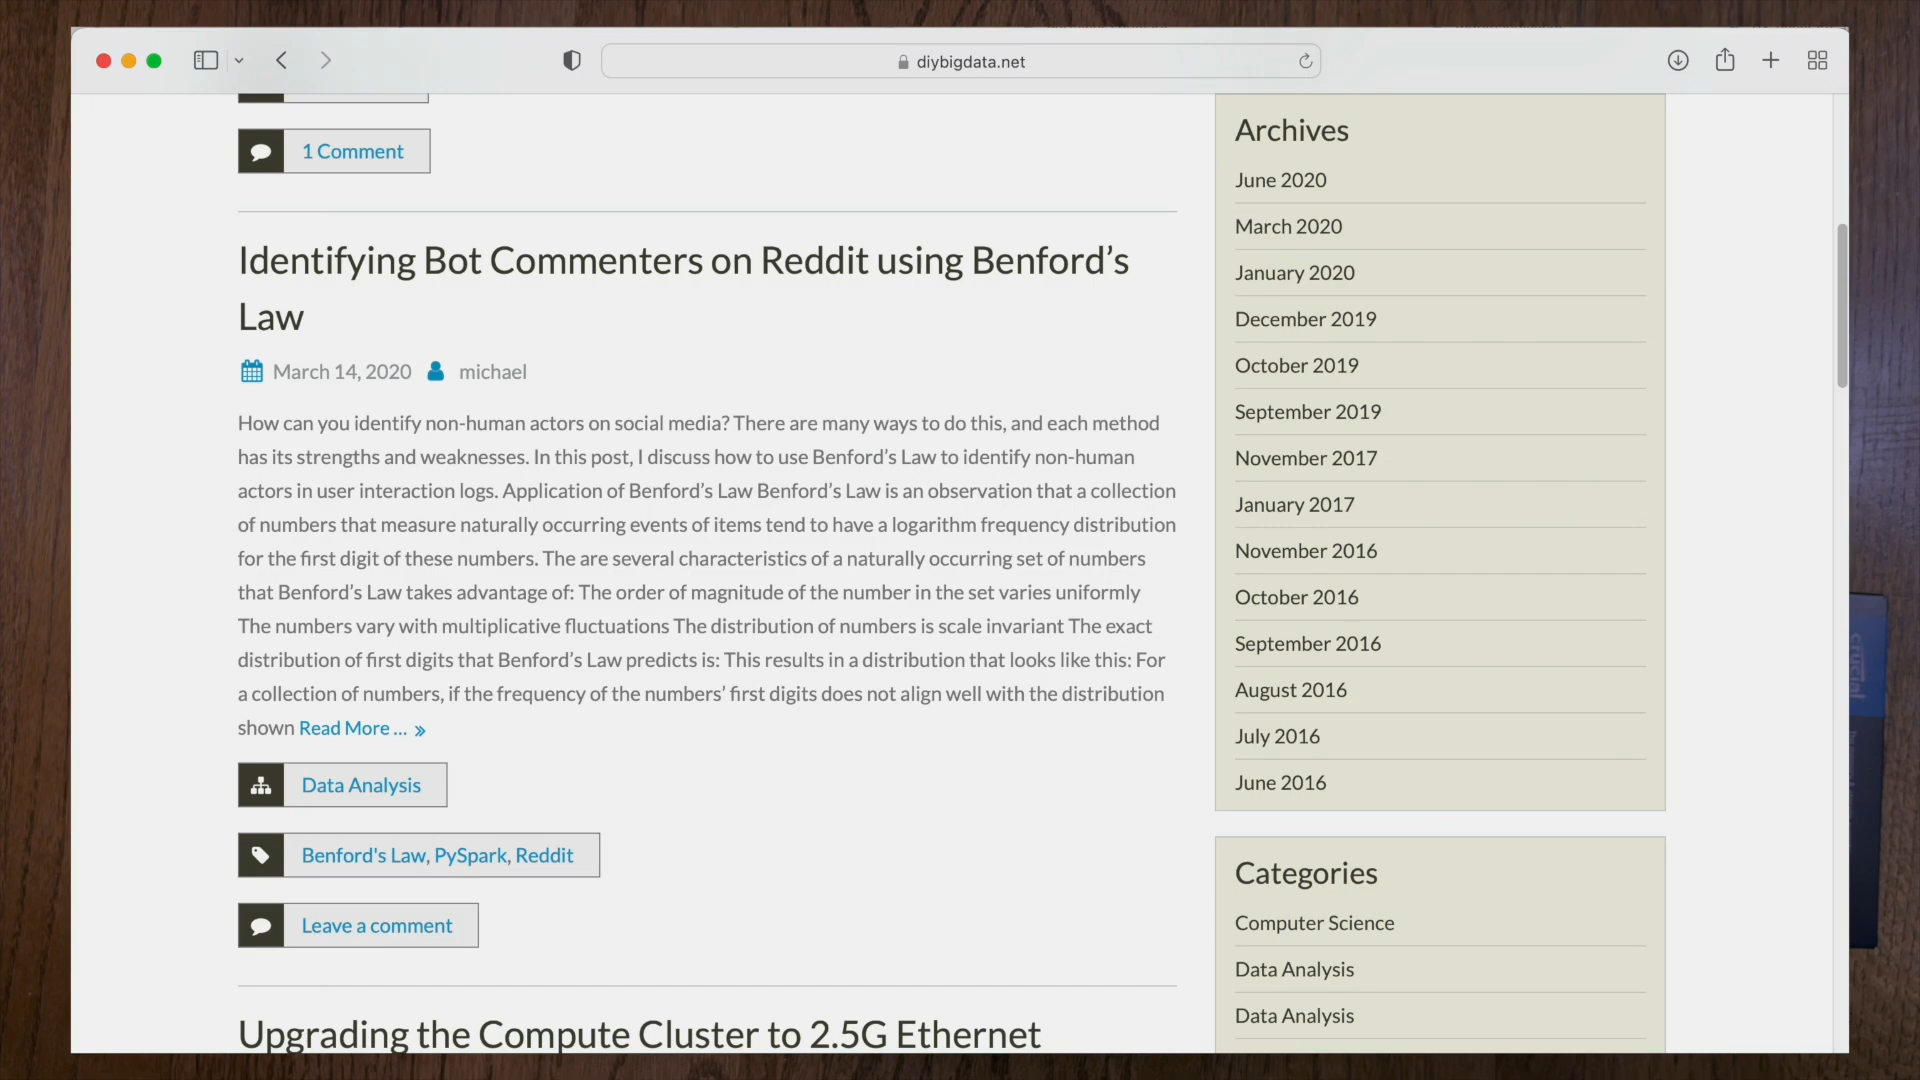 diybigdata.net
1 Comment
Identifying Bot Commenters on Reddit using Benford’s
Law
March 14, 2020 michael
How can you identify non-human actors on social media? There are many ways to do this, and each method
has its strengths and weaknesses. In this post, I discuss how to use Benford’s Law to identify non-human
actors in user interaction logs. Application of Benford’s Law Benford’s Law is an observation that a collection
of numbers that measure naturally occurring events of items tend to have a logarithm frequency distribution
for the first digit of these numbers. The are several characteristics of a naturally occurring set of numbers
that Benford’s Law takes advantage of: The order of magnitude of the number in the set varies uniformly
The numbers vary with multiplicative fluctuations The distribution of numbers is scale invariant The exact
distribution of first digits that Benford’s Law predicts is: This results in a distribution that looks like this: For
a collection of numbers, if the frequency of the numbers’ first digits does not align well with the distribution
shown Read More ... »
Data Analysis
Benford's Law, PySpark, Reddit
Leave a comment
Upgrading the Compute Cluster to 2.5G Ethernet
Archives
June 2020
March 2020
January 2020
December 2019
October 2019
September 2019
November 2017
January 2017
November 2016
October 2016
September 2016
August 2016
July 2016
June 2016
Categories
Computer Science
Data Analysis
Data Analysis
crucial